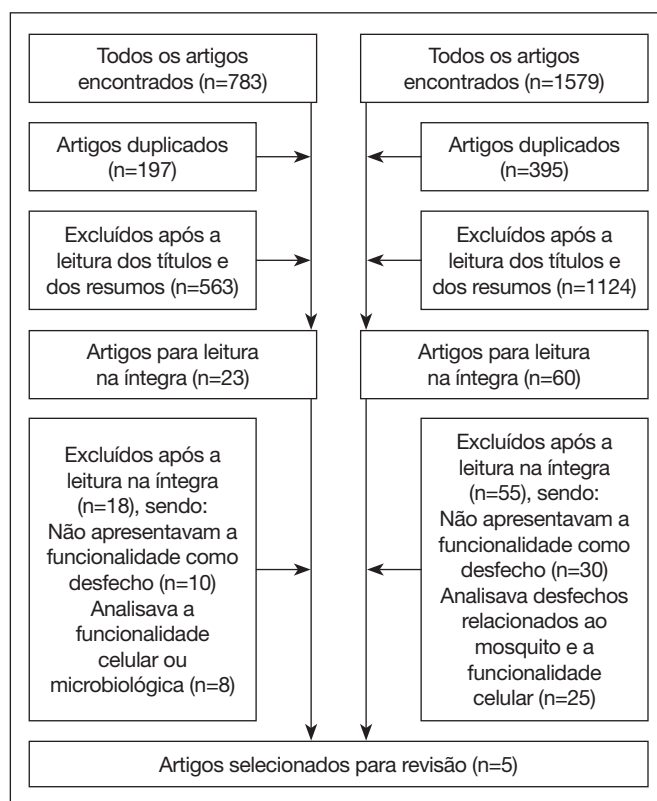 Todos os artigos
encontrados (n=783)
Todos os artigos
encontrados (n=1579)
Artigos duplicados
(n=197)
Artigos duplicados
(n=395)
Excluídos após a
leitura dos títulos e
dos resumos (n=563)
Excluídos após a
leitura dos títulos e
dos resumos (n=1124)
Artigos para leitura
na íntegra (n=23)
Artigos para leitura
na íntegra (n=60)
Excluídos após a
leitura na íntegra
(n=18), sendo:
Não apresentavam a
funcionalidade como
desfecho (n=10)
Analisava a
funcionalidade
celular ou
microbiológica (n=8)
Excluídos após a
leitura na íntegra
(n=55), sendo:
Não apresentavam a
funcionalidade como
desfecho (n=30)
Analisava desfechos
relacionados ao
mosquito e a
funcionalidade
celular (n=25)
Artigos selecionados para revisão (n=5)